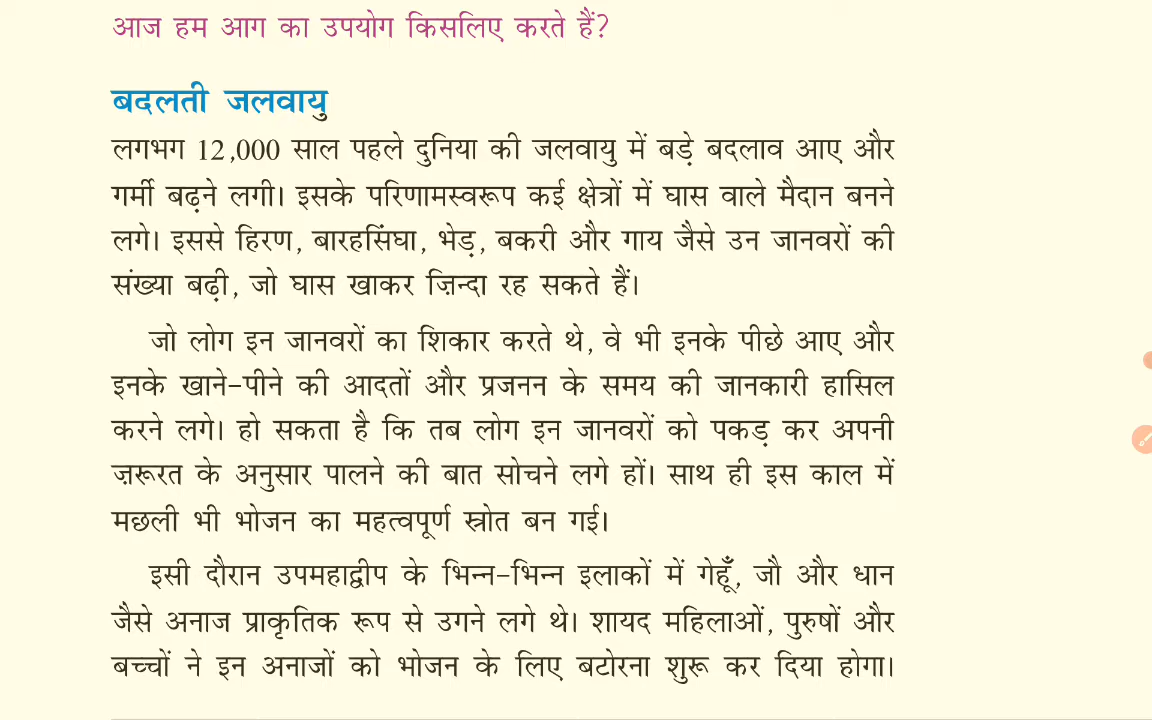 आज हम आग का उपयोग किसलिए करते हैं?
बदलती जलवायु
लगभग 12,000 साल पहले दुनिया की जलवायु में बड़े बदलाव आए और
गर्मी बढ़ने लगी। इसके परिणामस्वरूप कई क्षेत्रों में घास वाले मैदान बनने
लगे। इससे हिरण, बारहसिंघा, भेड़, बकरी और गाय जैसे उन जानवरों की
संख्या बढ़ी, जो घास खाकर ज़िन्दा रह सकते हैं।
जो लोग इन जानवरों का शिकार करते थे, वे भी इनके पीछे आए और
इनके खाने-पीने की आदतों और प्रजनन के समय की जानकारी हासिल
करने लगे। हो सकता है कि तब लोग इन जानवरों को पकड़ कर अपनी
ज़रूरत के अनुसार पालने की बात सोचने लगे हों। साथ ही इस काल में
मछली भी भोजन का महत्वपूर्ण स्रोत बन गई।
इसी दौरान उपमहाद्वीप के भिन्न-भिन्न इलाकों में गेहूँ, जौ और धान
जैसे अनाज प्राकृतिक रूप से उगने लगे थे। शायद महिलाओं, पुरुषों और
बच्चों ने इन अनाजों को भोजन के लिए बटोरना शुरू कर दिया होगा।